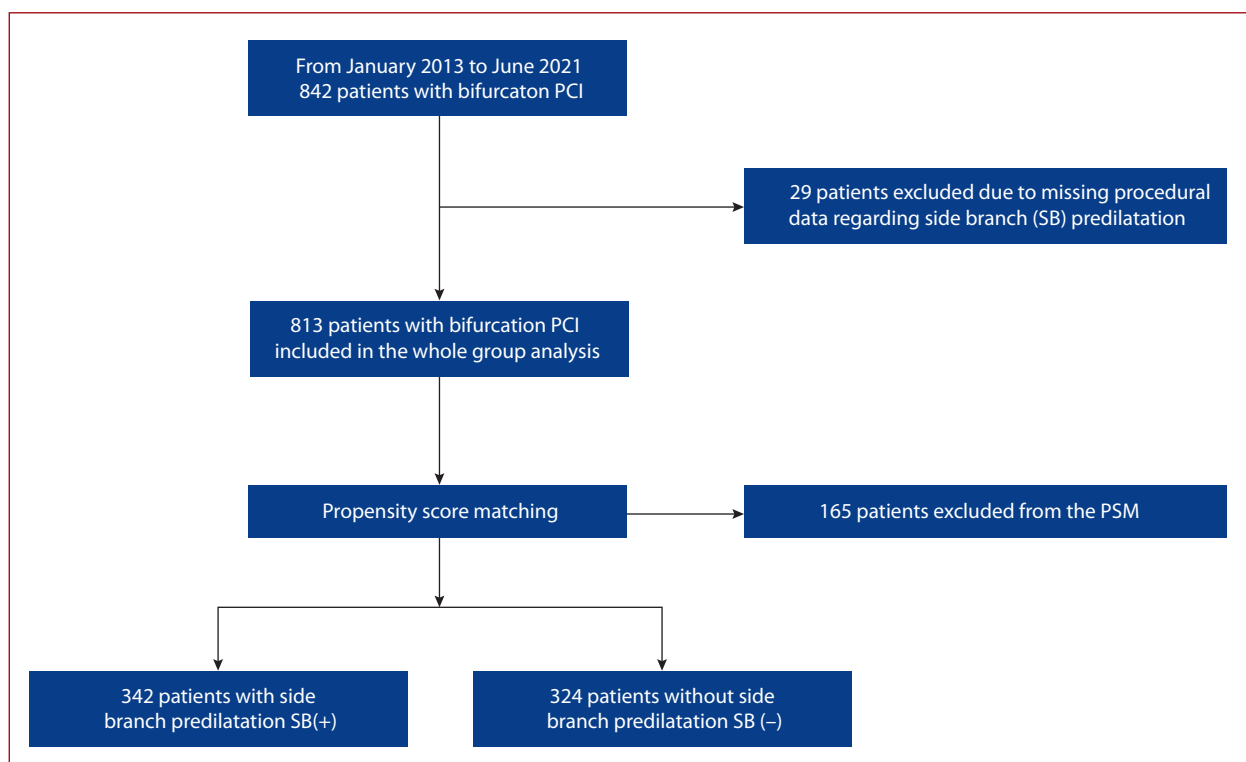 From January 2013 to June 2021
842 patients with bifurcaton PCI
29 patients excluded due to missing procedural
data regarding side branch (SB) predilatation
813 patients with bifurcation PCI
included in the whole group analysis
Propensity score matching
165 patients excluded from the PSM
342 patients with side
branch predilatation SB(+)
324 patients without side
branch predilatation SB (–)